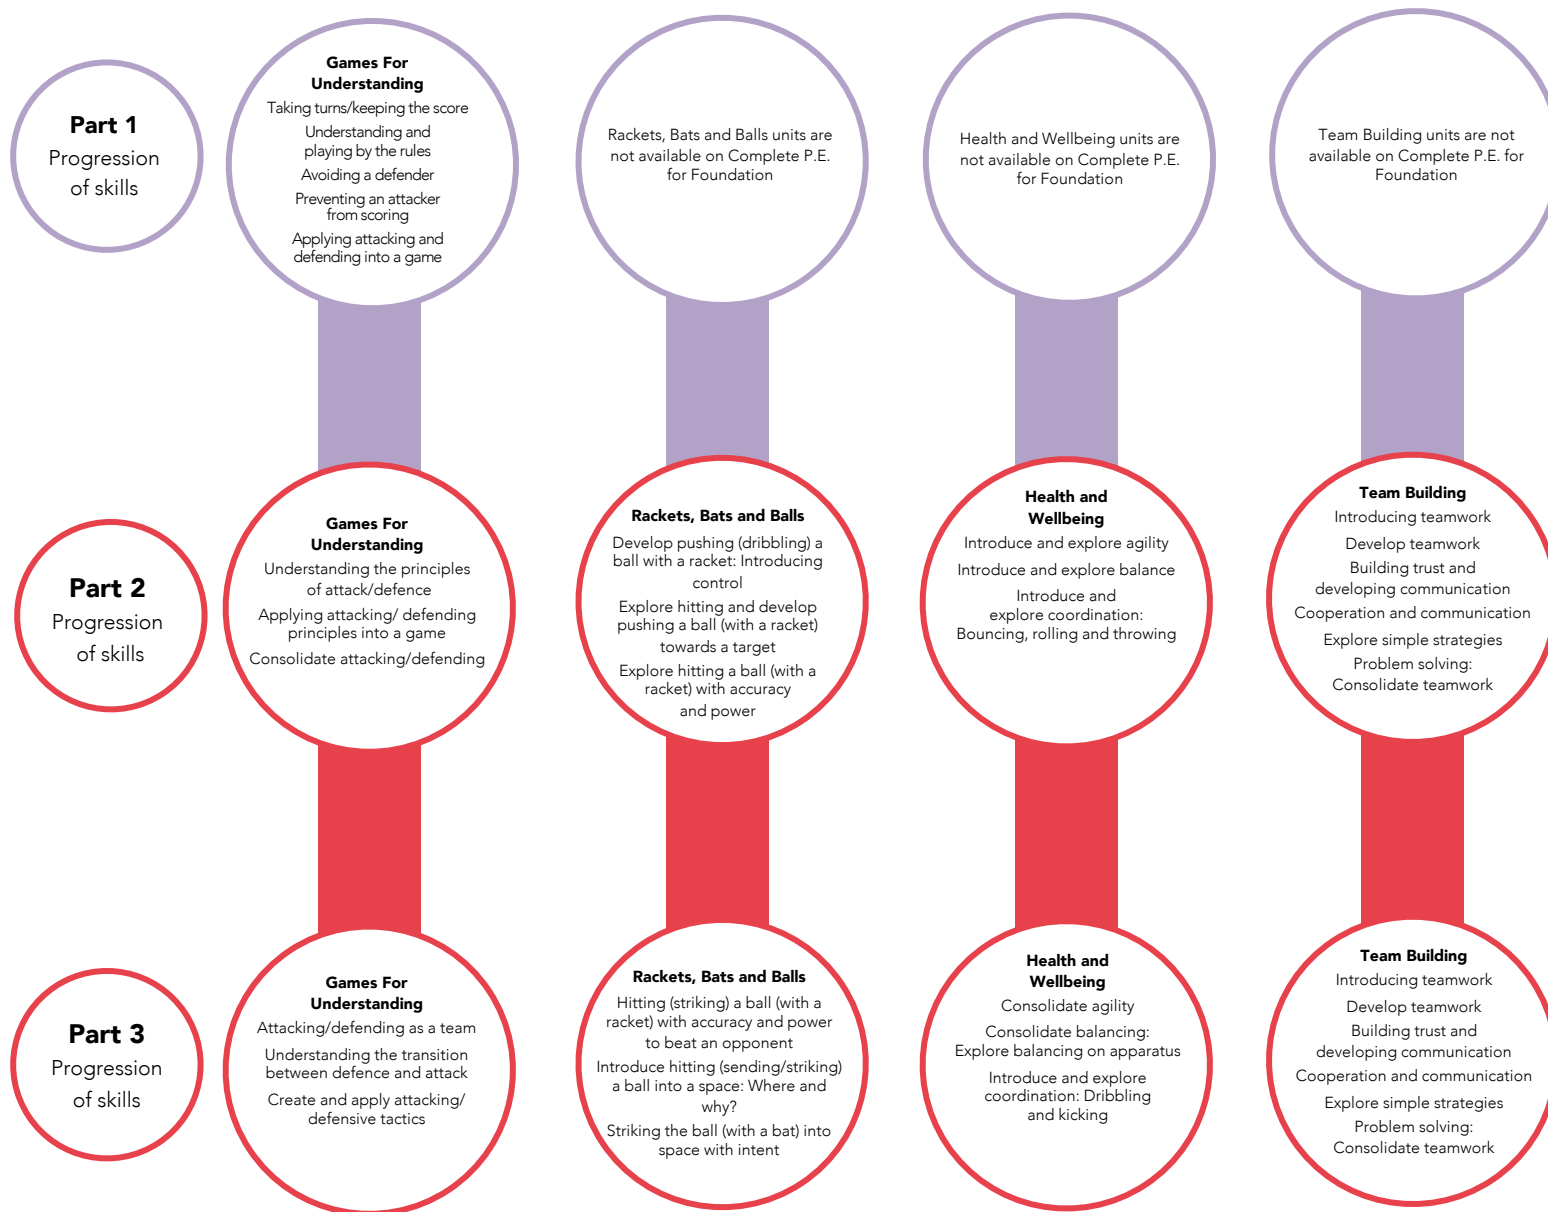 Part 1
Progression
of skills
Games For
Understanding
Taking turns/keeping the score
Understanding and
playing by the rules
Avoiding a defender
Preventing an attacker
from scoring
Applying attacking and
defending into a game
Rackets, Bats and Balls units are
not available on Complete P.E.
for Foundation
Health and Wellbeing units are
not available on Complete P.E.
for Foundation
Team Building units are not
available on Complete P.E. for
Foundation
Part 2
Progression
of skills
Games For
Understanding
Understanding the principles
of attack/defence
Applying attacking/ defending
principles into a game
Consolidate attacking/defending
Rackets, Bats and Balls
Develop pushing (dribbling) a
ball with a racket: Introducing
control
Explore hitting and develop
pushing a ball (with a racket)
towards a target
Explore hitting a ball (with a
racket) with accuracy
and power
Health and
Wellbeing
Introduce and explore agility
Introduce and explore balance
Introduce and
explore coordination:
Bouncing, rolling and throwing
Team Building
Introducing teamwork
Develop teamwork
Building trust and
developing communication
Cooperation and communication
Explore simple strategies
Problem solving:
Consolidate teamwork
Part 3
Progression
of skills
Games For
Understanding
Attacking/defending as a team
Understanding the transition
between defence and attack
Create and apply attacking/
defensive tactics
Rackets, Bats and Balls
Hitting (striking) a ball (with a
racket) with accuracy and power
to beat an opponent
Introduce hitting (sending/striking)
a ball into a space: Where and
why?
Striking the ball (with a bat) into
space with intent
Health and
Wellbeing
Consolidate agility
Consolidate balancing:
Explore balancing on apparatus
Introduce and explore
coordination: Dribbling
and kicking
Team Building
Introducing teamwork
Develop teamwork
Building trust and
developing communication
Cooperation and communication
Explore simple strategies
Problem solving:
Consolidate teamwork